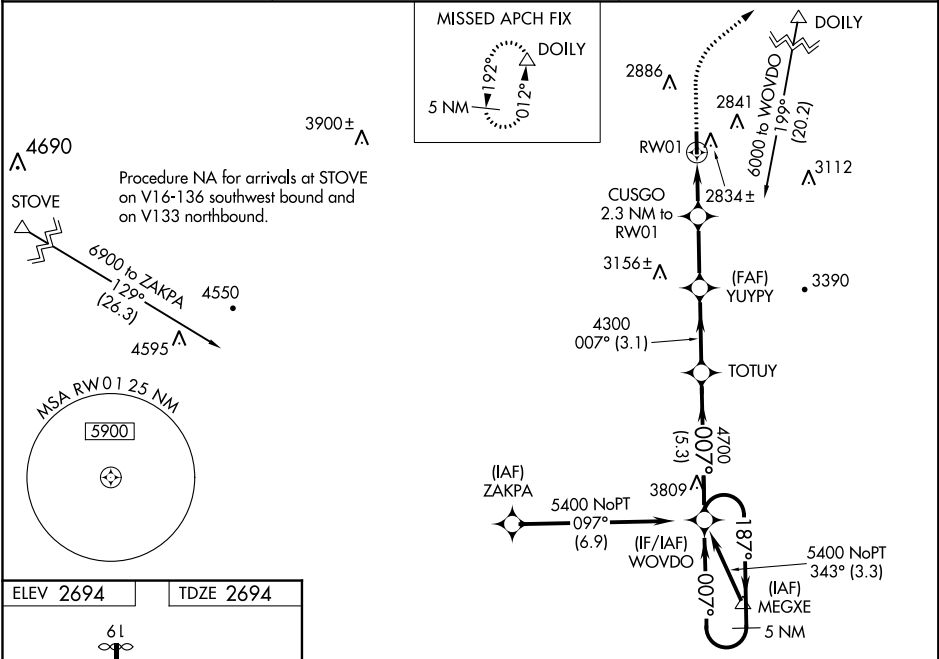 MISSED APCH FIX
DOILY
192°
012°
5 NM
DOILY
6000 to WOVDO
199°
(20.2)
2886
2841
3112
RW01
2834±
CUSGO
2.3 NM to
RW01
3156±
(FAF)
YUYPY
3390
4300
007° (3.1)
TOTUY
4700
007°
(5.3)
3809
(IAF)
ZAKPA
5400 NoPT
097°
(6.9)
(IF/IAF)
WOVDO
187°
007°
5400 NoPT
343° (3.3)
(IAF)
MEGXE
5 NM
3900±
4690
Procedure NA for arrivals at STOVE
on V16-136 southwest bound and
on V133 northbound.
STOVE
6900 to ZAKPA
129°
(26.3)
4550
4595
MSA RW01 25 NM
5900
ELEV 2694
TDZE 2694
19